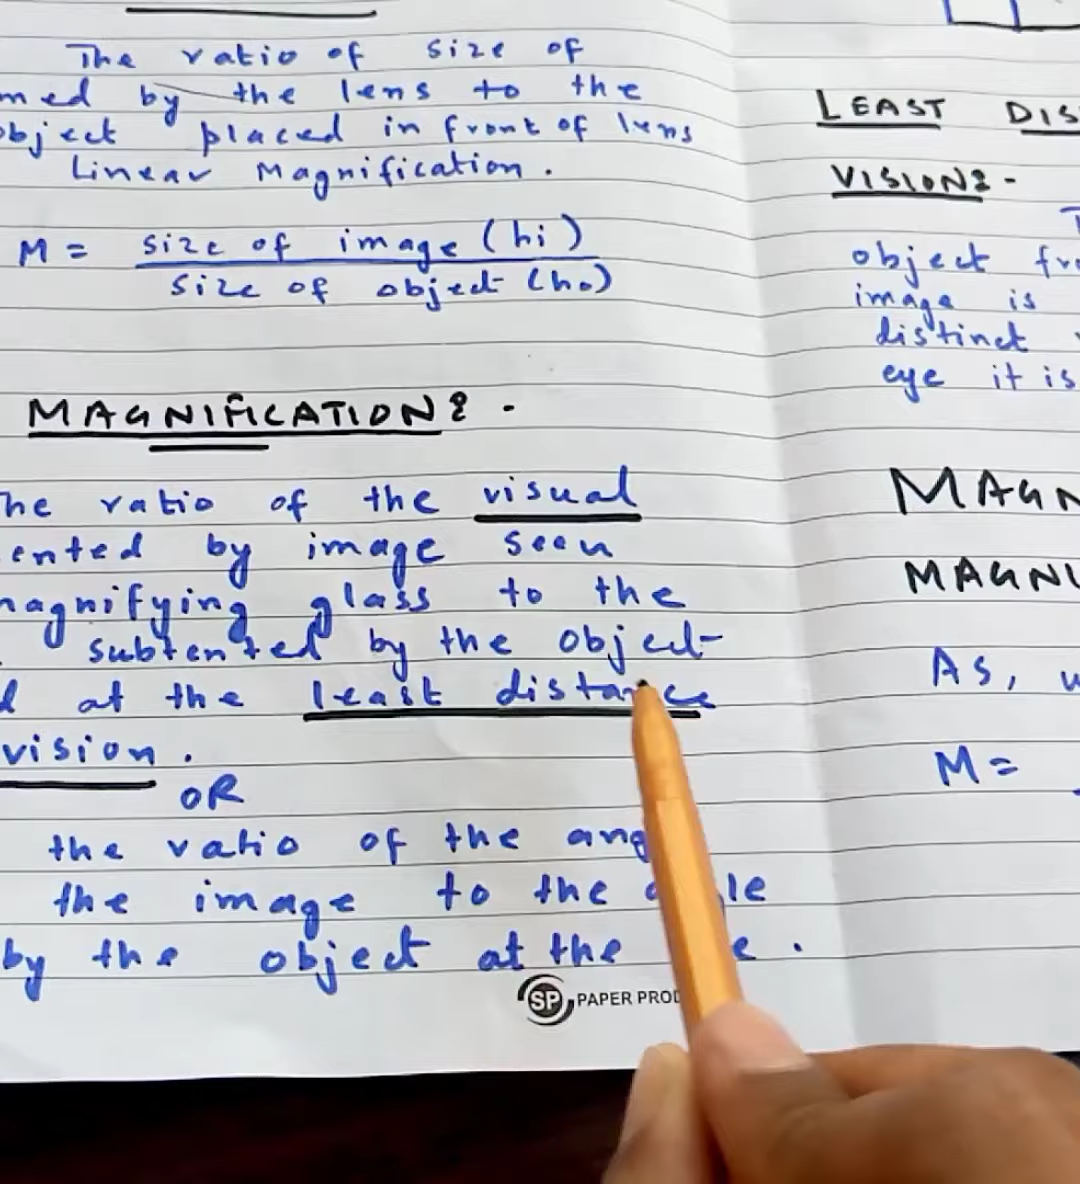 The ratio of size of
med by the lens to the
object placed in front of lens
Linear Magnification.
M = size of image (hi)
size of object (ho)
MAGNIFICATION:-
The ratio of the visual
ented by image seen
magnifying glass to the
subtented by the object
d at the least distance
vision.
OR
the ratio of the
the image to the
by the object at the
SP PAPER
LEAST DIS
VISION:-
object fro
image is
distinct
eye it is
MAGN
MAGNI
As,
M =